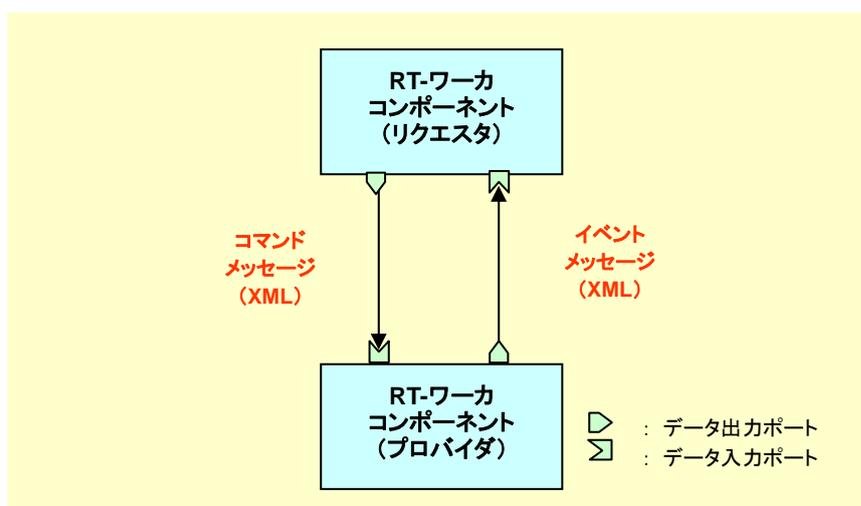 RT-ワーカ
コンポーネント
(リクエスタ)
コマンド
メッセージ
(XML)
イベント
メッセージ
(XML)
RT-ワーカ
コンポーネント
(プロバイダ)
: データ出力ポート
: データ入力ポート